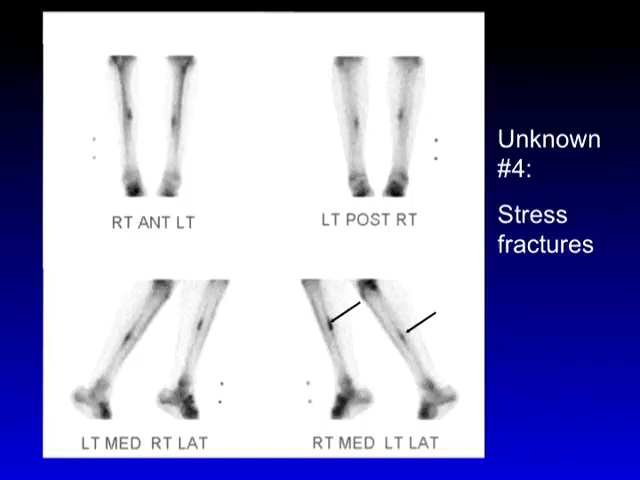 Unknown
#4:
Stress
fractures
RT ANT LT
LT POST RT
LT MED RT LAT
RT MED LT LAT